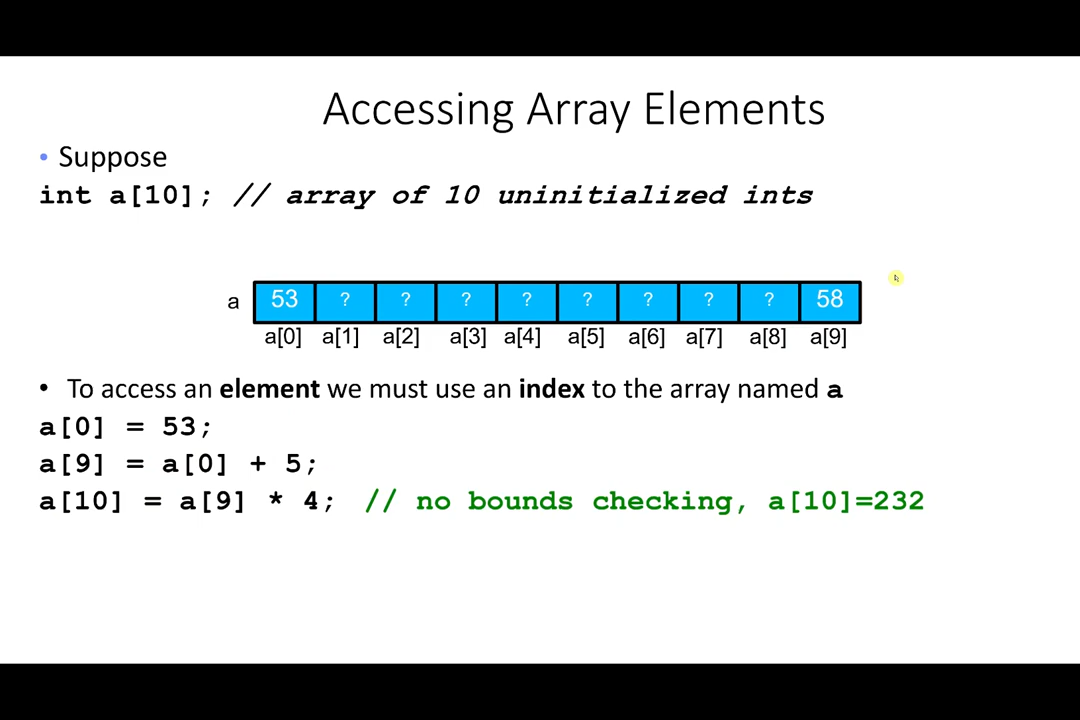 Accessing Array Elements
• Suppose
int a[10]; // array of 10 uninitialized ints
a 53 ? ? ? ? ? ? ? ? 58
a[0] a[1] a[2] a[3] a[4] a[5] a[6] a[7] a[8] a[9]
• To access an element we must use an index to the array named a
a[0] = 53;
a[9] = a[0] + 5;
a[10] = a[9] * 4; // no bounds checking, a[10]=232